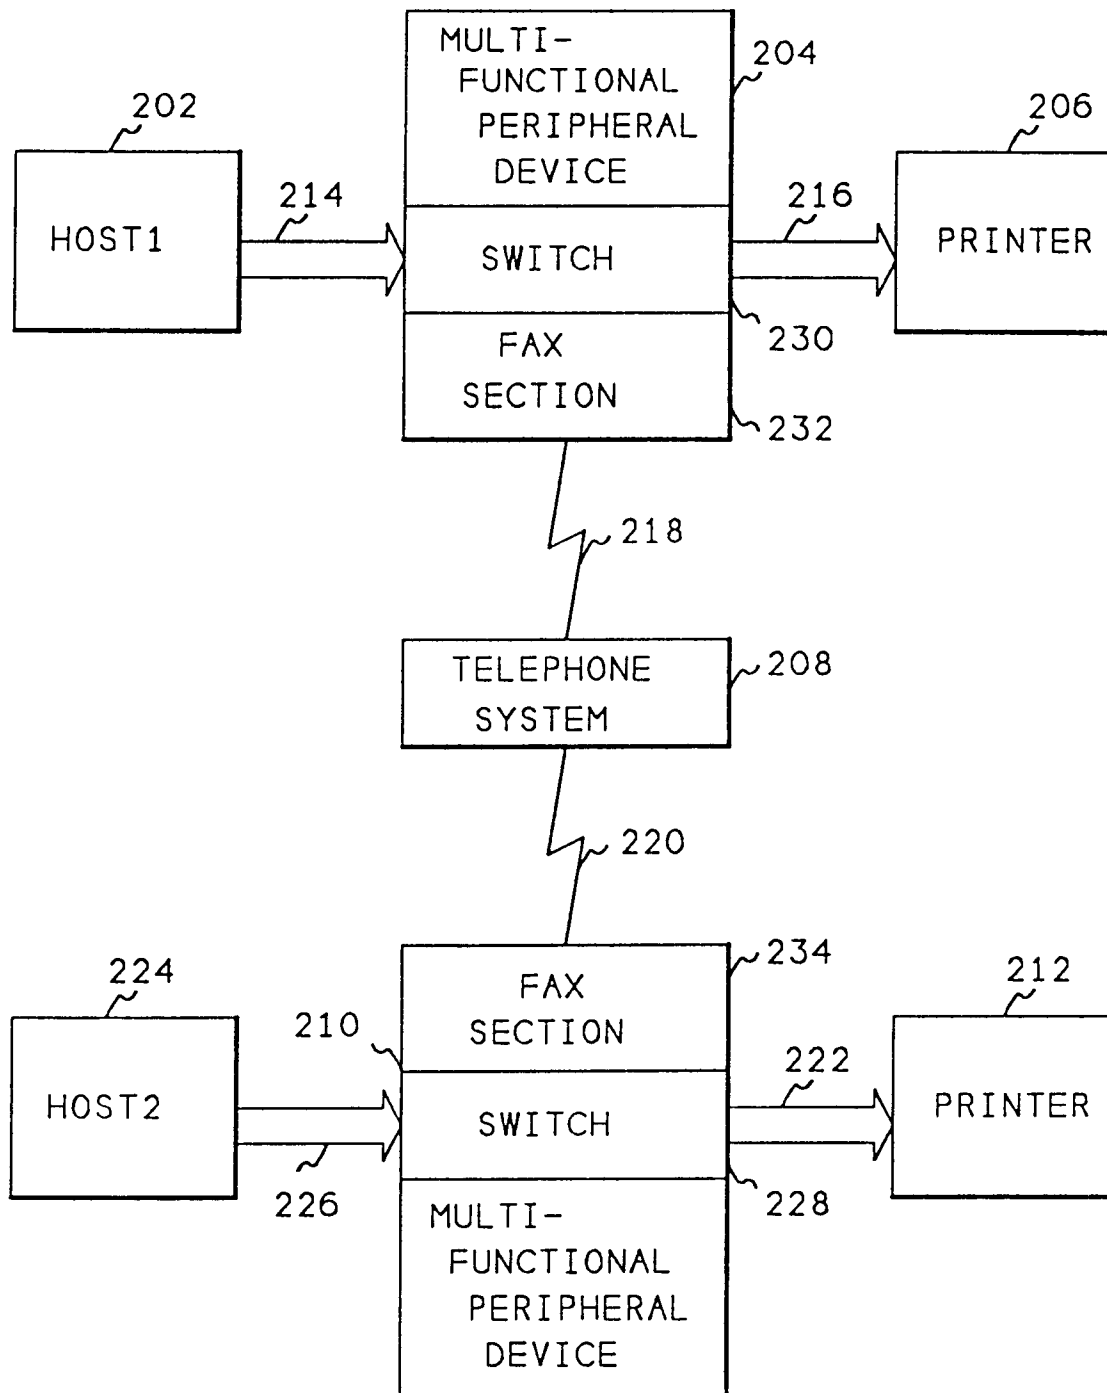 MULTI-
FUNCTIONAL
PERIPHERAL
DEVICE
204
202
206
HOST1
214
SWITCH
216
PRINTER
230
FAX
SECTION
232
218
TELEPHONE
SYSTEM
208
220
234
224
212
FAX
SECTION
210
222
HOST2
SWITCH
PRINTER
226
228
MULTI-
FUNCTIONAL
PERIPHERAL
DEVICE